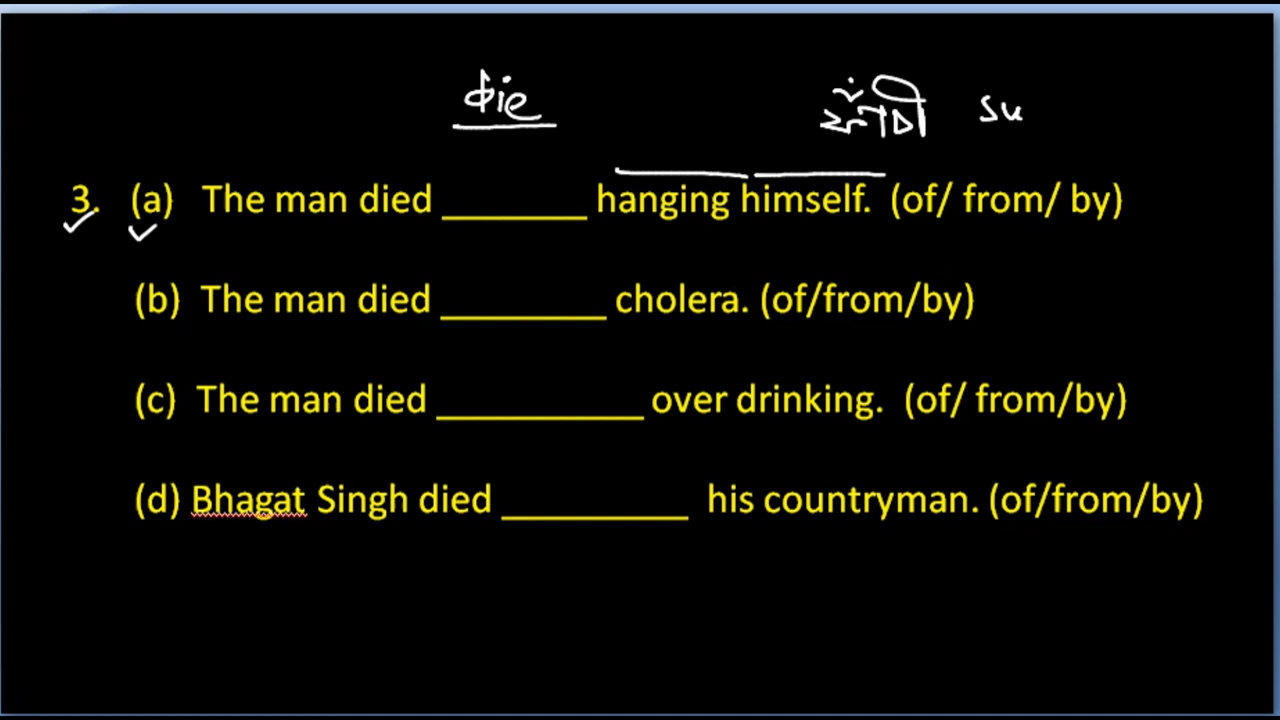 die su
3. (a) The man died _______ hanging himself. (of/ from/ by)
(b) The man died ________ cholera. (of/from/by)
(c) The man died __________ over drinking. (of/ from/by)
(d) Bhagat Singh died _________ his countryman. (of/from/by)